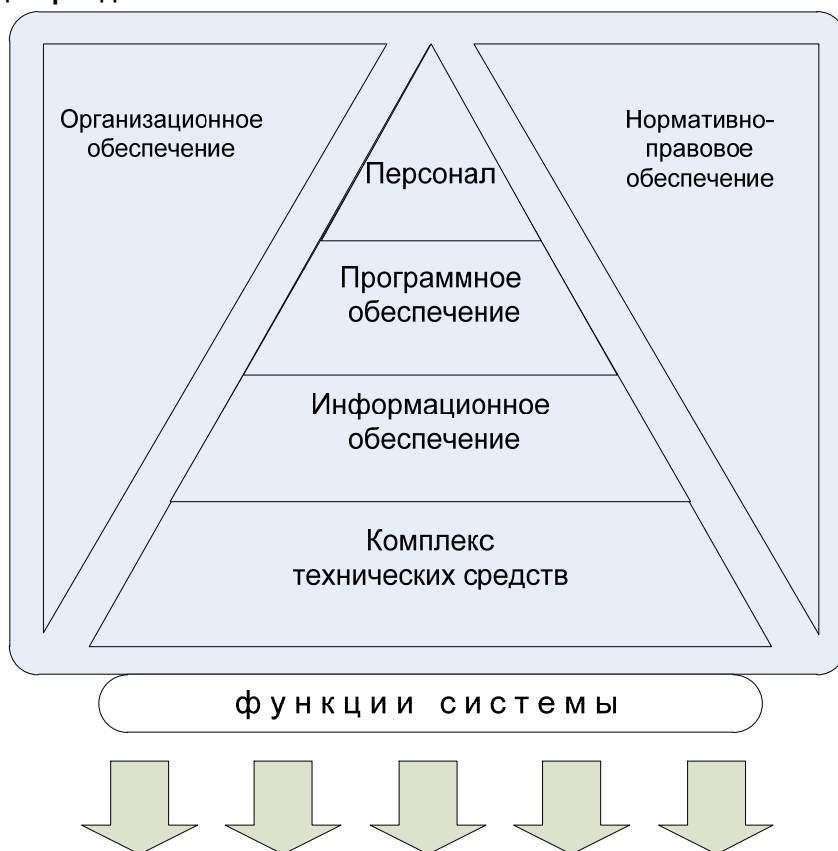 Организационное
обеспечение
Нормативно-
правовое
обеспечение
Персонал
Программное
обеспечение
Информационное
обеспечение
Комплекс
технических средств
функции системы